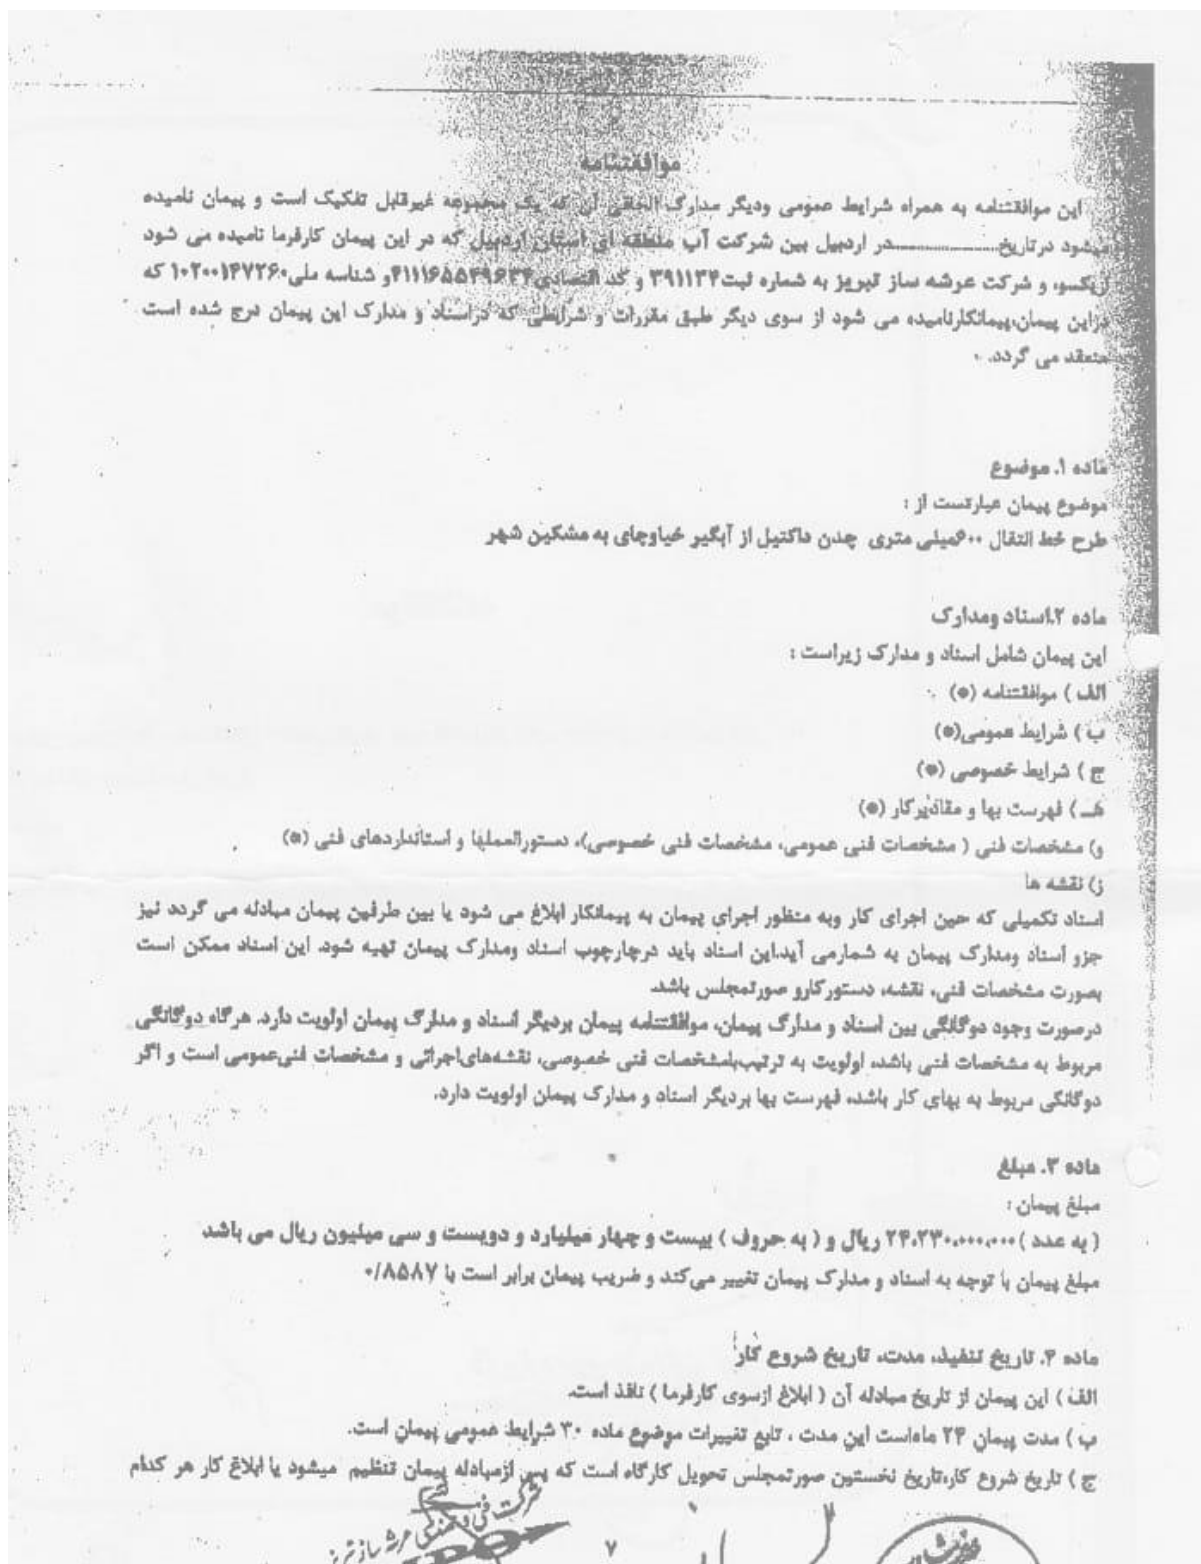 موافقتنامه
این موافقتنامه به همراه شرایط عمومی ودیگر مدارک الحاقی آن که یک مجموعه غیرقابل تفکیک است و پیمان نامیده
میشود درتاریخ....................در اردبیل بین شرکت آب منطقه ای استان اردبیل که در این پیمان کارفرما نامیده می شود
ازیکسو، و شرکت عرشه ساز تبریز به شماره ثبت۳۹۱۱۳۴ و کد اقتصادی۴۱۱۱۶۵۵۴۹۶۳۴و شناسه ملی۱۰۲۰۰۱۴۷۲۶۰ که
دراین پیمان،پیمانکارنامیده می شود از سوی دیگر طبق مقررات و شرایطی که دراسناد و مدارک این پیمان درج شده است
منعقد می گردد.
ماده ۱. موضوع
موضوع پیمان عبارتست از :
طرح خط انتقال ۶۰۰میلی متری چدن داکتیل از آبگیر خیاوچای به مشکین شهر
ماده ۲.اسناد ومدارک
این پیمان شامل اسناد و مدارک زیراست :
الف ) موافقتنامه (*)
ب ) شرایط عمومی(*)
ج ) شرایط خصوصی (*)
هـ ) فهرست بها و مقادیرکار (*)
و) مشخصات فنی ( مشخصات فنی عمومی، مشخصات فنی خصوصی)، دستورالعملها و استانداردهای فنی (*)
ز) نقشه ها
اسناد تکمیلی که حین اجرای کار وبه منظور اجرای پیمان به پیمانکار ابلاغ می شود یا بین طرفین پیمان مبادله می گردد نیز
جزو اسناد ومدارک پیمان به شمارمی آید.این اسناد باید درچارچوب اسناد ومدارک پیمان تهیه شود. این اسناد ممکن است
بصورت مشخصات فنی، نقشه، دستورکارو صورتمجلس باشد.
درصورت وجود دوگانگی بین اسناد و مدارک پیمان، موافقتنامه پیمان بردیگر اسناد و مدارک پیمان اولویت دارد. هرگاه دوگانگی
مربوط به مشخصات فنی باشد، اولویت به ترتیب‌بامشخصات فنی خصوصی، نقشه‌های‌اجرائی و مشخصات فنی‌عمومی است و اگر
دوگانگی مربوط به بهای کار باشد، فهرست بها بردیگر اسناد و مدارک پیمان اولویت دارد.
ماده ۳. مبلغ
مبلغ پیمان :
( به عدد ) ۲۴،۲۳۰،۰۰۰،۰۰۰ ریال و ( به حروف ) بیست و چهار میلیارد و دویست و سی میلیون ریال می باشد
مبلغ پیمان با توجه به اسناد و مدارک پیمان تغییر می‌کند و ضریب پیمان برابر است با ۰/۸۵۸۷
ماده ۴. تاریخ تنفیذ، مدت، تاریخ شروع کار
الف ) این پیمان از تاریخ مبادله آن ( ابلاغ ازسوی کارفرما ) نافذ است.
ب ) مدت پیمان ۲۴ ماه‌است این مدت ، تابع تغییرات موضوع ماده ۳۰ شرایط عمومی پیمان است.
ج ) تاریخ شروع کار،تاریخ نخستین صورتمجلس تحویل کارگاه است که پس ازمبادله پیمان تنظیم میشود یا ابلاغ کار هر کدام
شرکت فنی و مهندسی عرشه ساز تبریز
۷